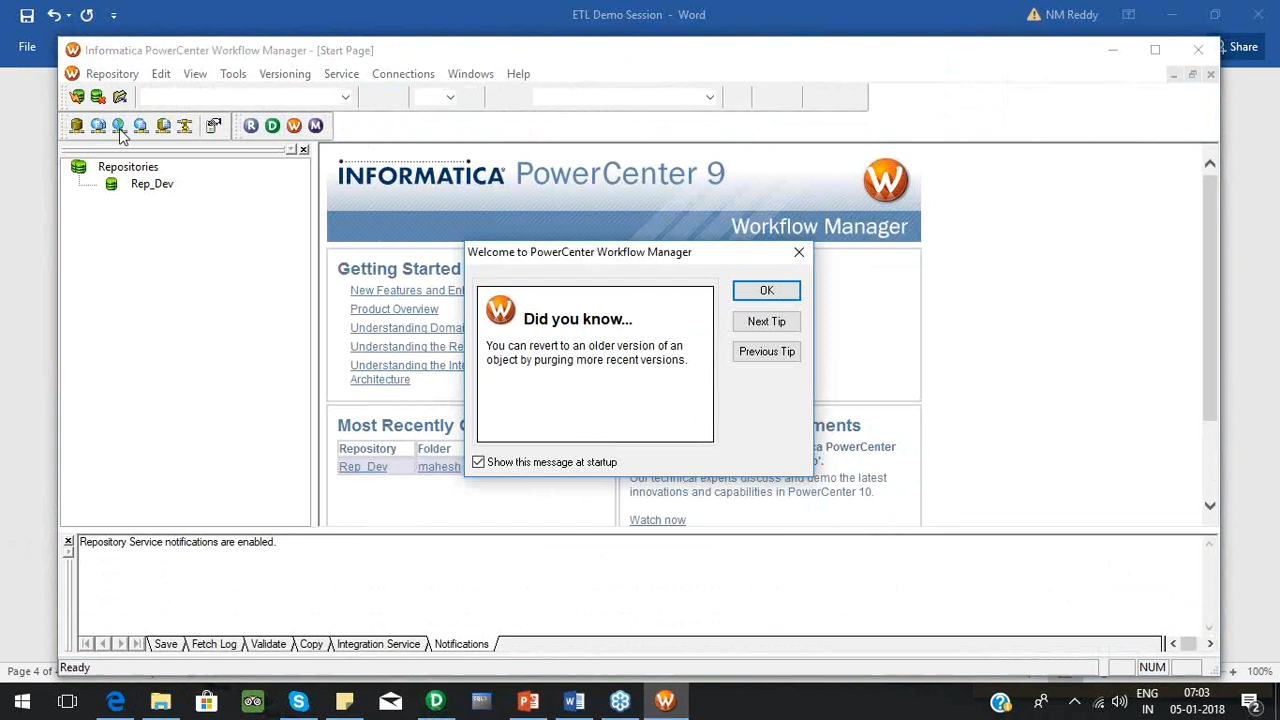 ETL Demo Session - Word
NM Reddy
File
Share
Informatica PowerCenter Workflow Manager - [Start Page]
Repository Edit View Tools Versioning Service Connections Windows Help
R D W M
Repositories
Rep_Dev
INFORMATICA PowerCenter 9
W
Workflow Manager
Getting Started
New Features and Enh
Product Overview
Understanding Doma
Understanding the Re
Understanding the Int
Architecture
Most Recently
Repository Folder
Rep_Dev mahesh
Welcome to PowerCenter Workflow Manager
W
Did you know...
You can revert to an older version of an
object by purging more recent versions.
OK
Next Tip
Previous Tip
Show this message at startup
ments
ca PowerCenter
Our technical experts discuss and demo the latest
innovations and capabilities in PowerCenter 10.
Watch now
Repository Service notifications are enabled.
Save Fetch Log Validate Copy Integration Service Notifications
Ready
NUM
Page 4 of
100%
ENG
IN
07:03
05-01-2018
2